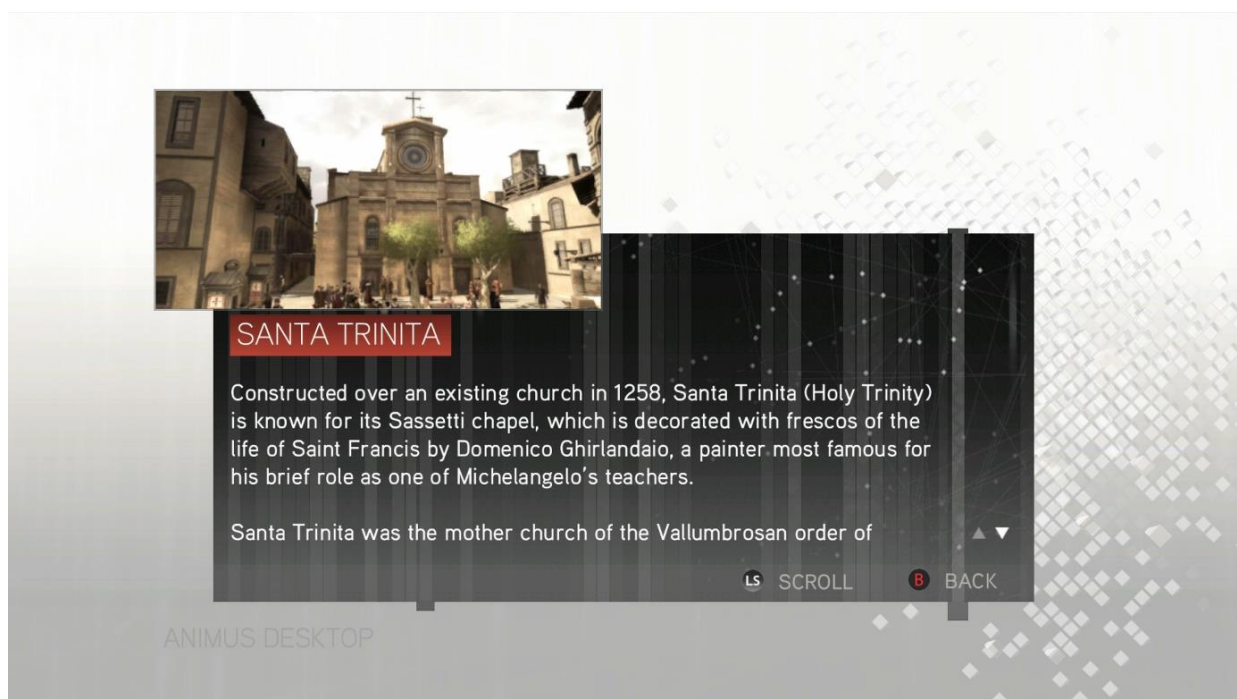 SANTA TRINITA
Constructed over an existing church in 1258, Santa Trinita (Holy Trinity)
is known for its Sassetti chapel, which is decorated with frescos of the
life of Saint Francis by Domenico Ghirlandaio, a painter most famous for
his brief role as one of Michelangelo's teachers.
Santa Trinita was the mother church of the Vallumbrosan order of
LS SCROLL B BACK
ANIMUS DESKTOP